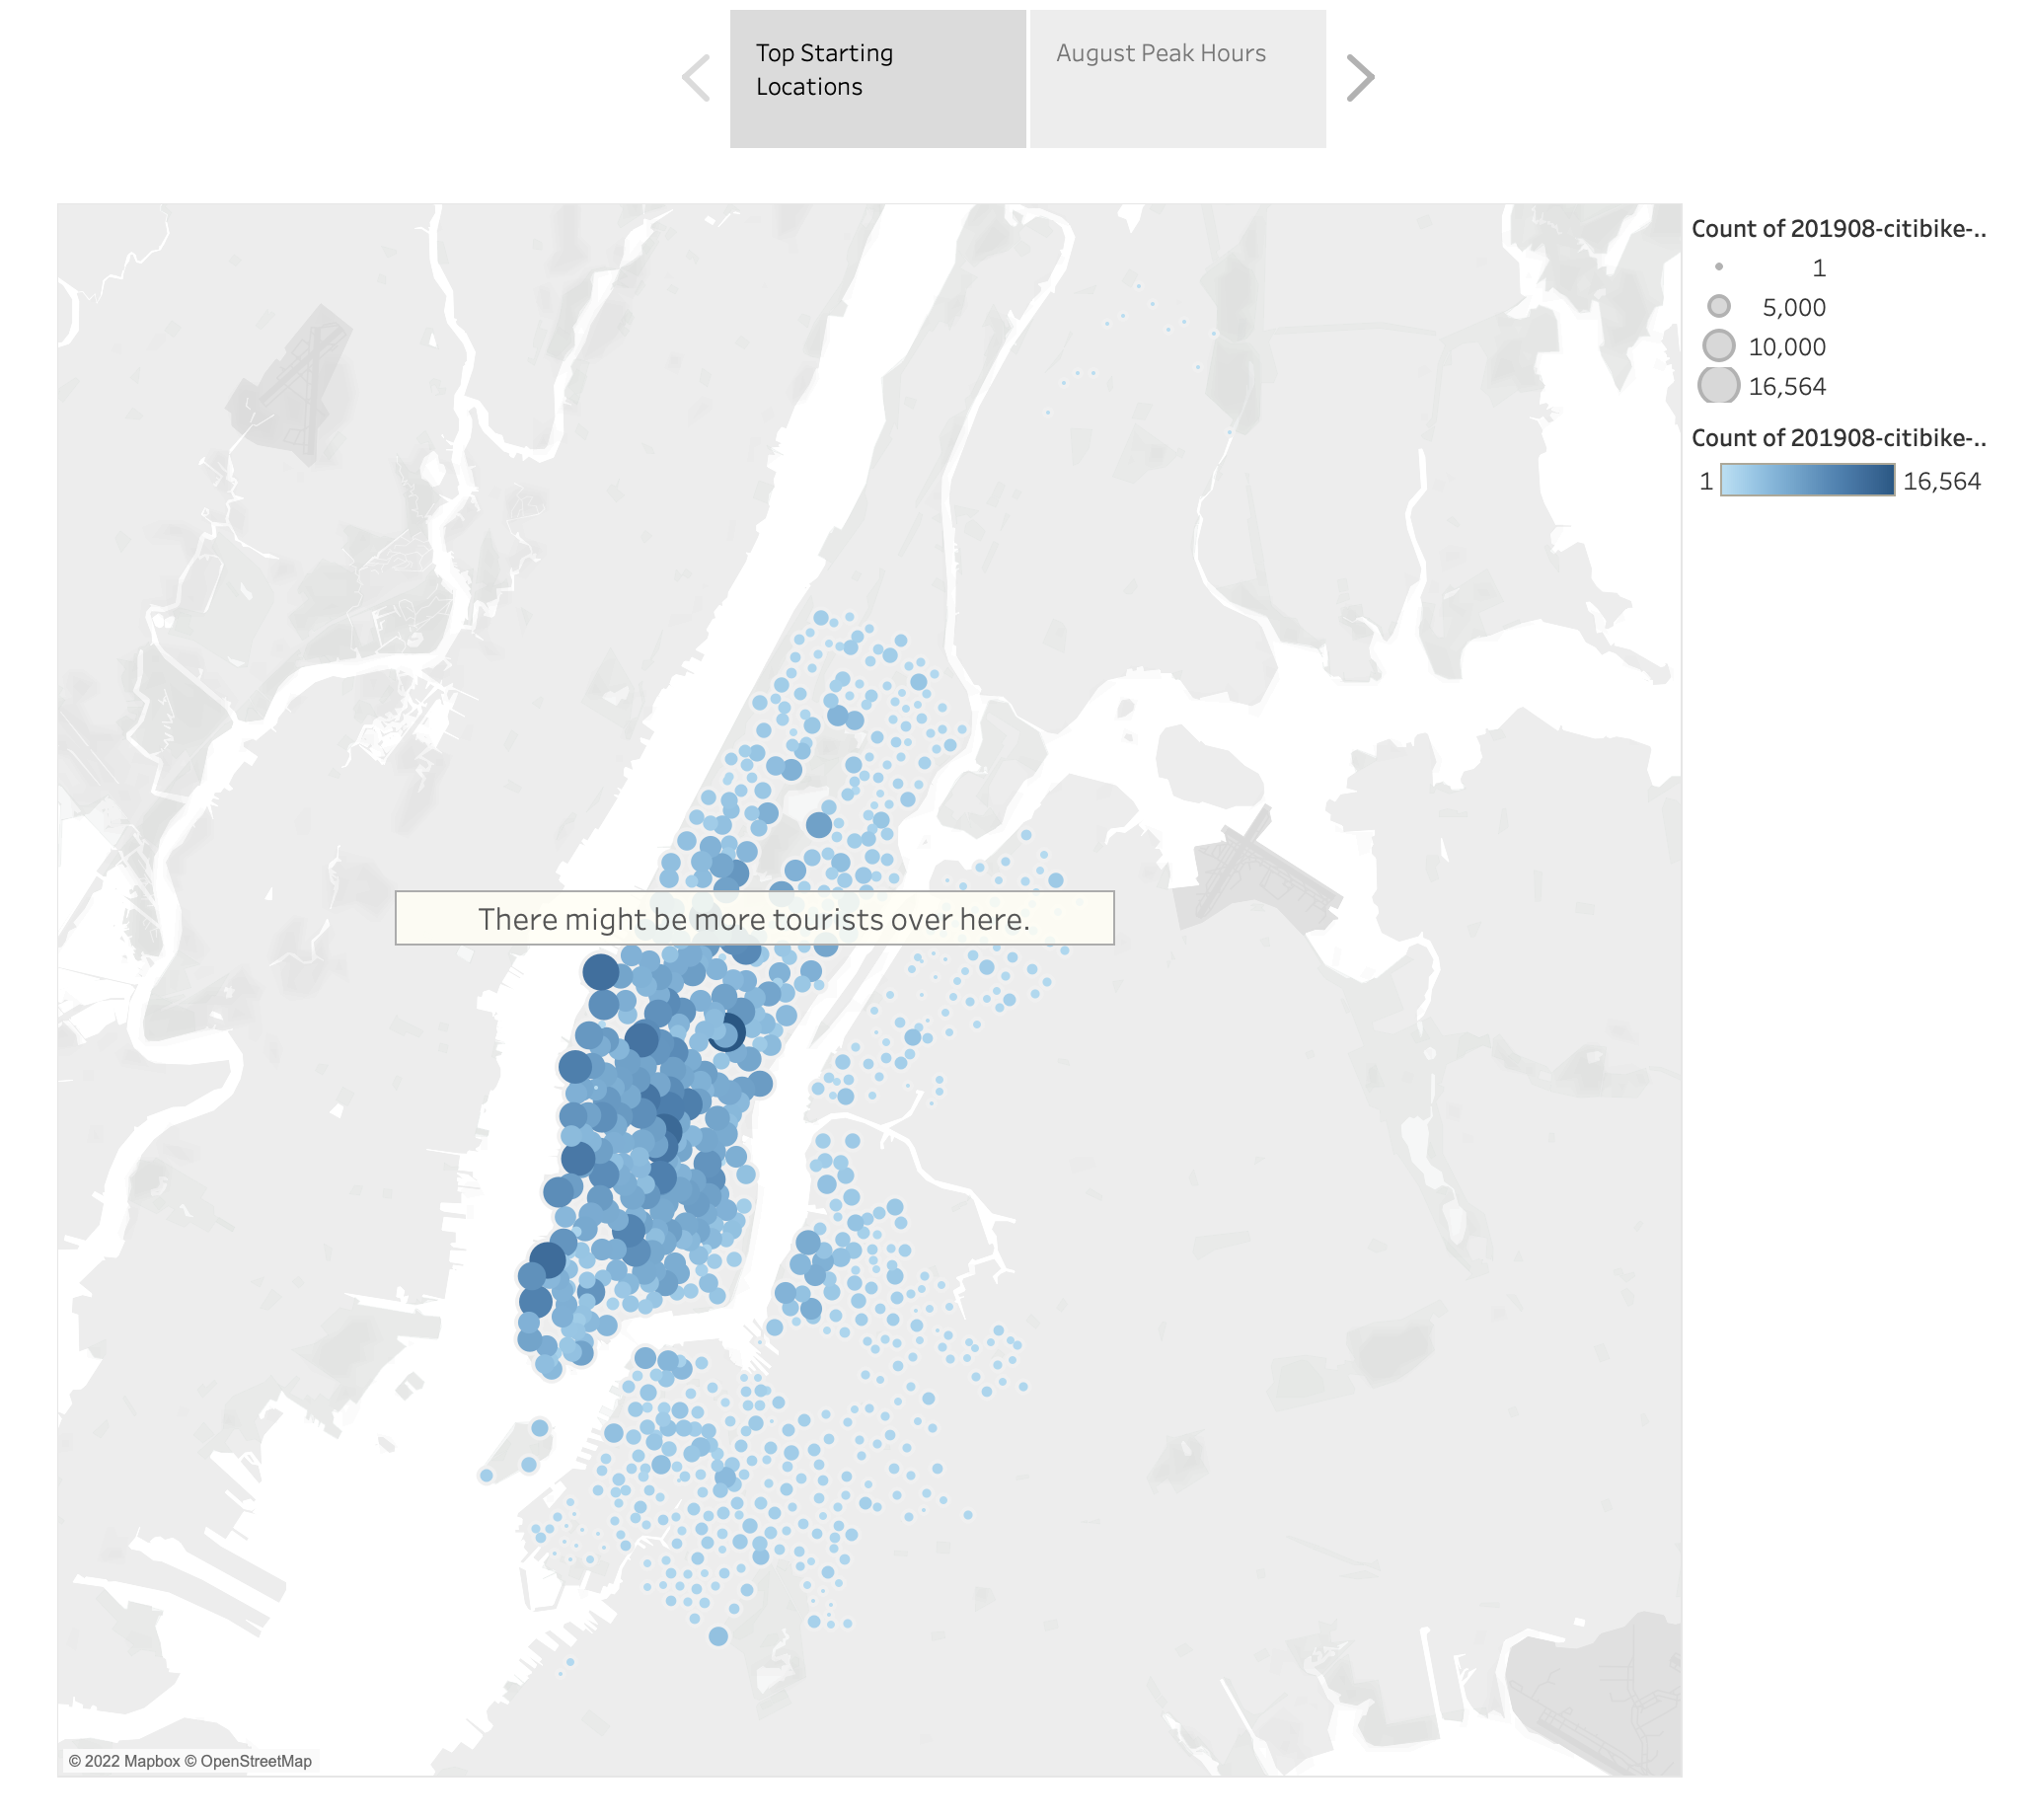 Top Starting
Locations
August Peak Hours
Count of 201908-citibike-..
1
5,000
10,000
16,564
Count of 201908-citibike-..
1
16,564
There might be more tourists over here.
© 2022 Mapbox © OpenStreetMap